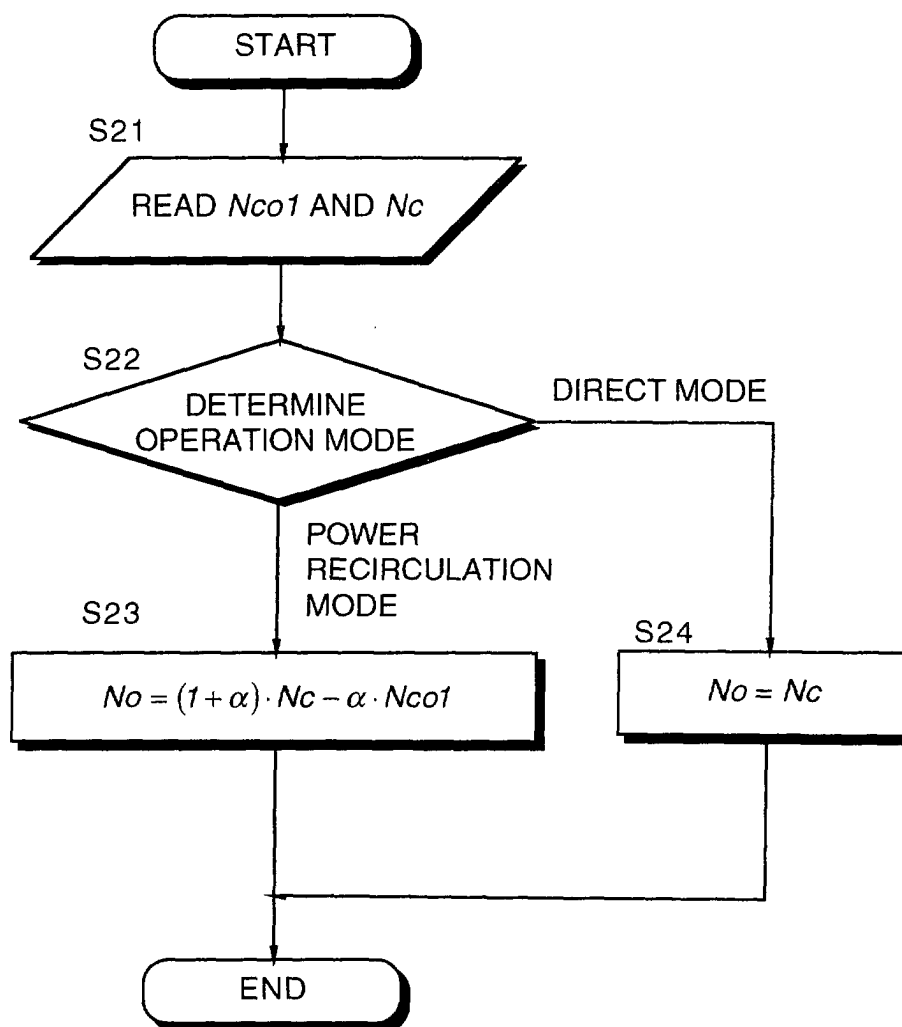 START
S21
READ Nco1 AND Nc
S22
DETERMINE
OPERATION MODE
DIRECT MODE
POWER
RECIRCULATION
MODE
S23
No = (1+α)·Nc−α·Nco1
S24
No = Nc
END